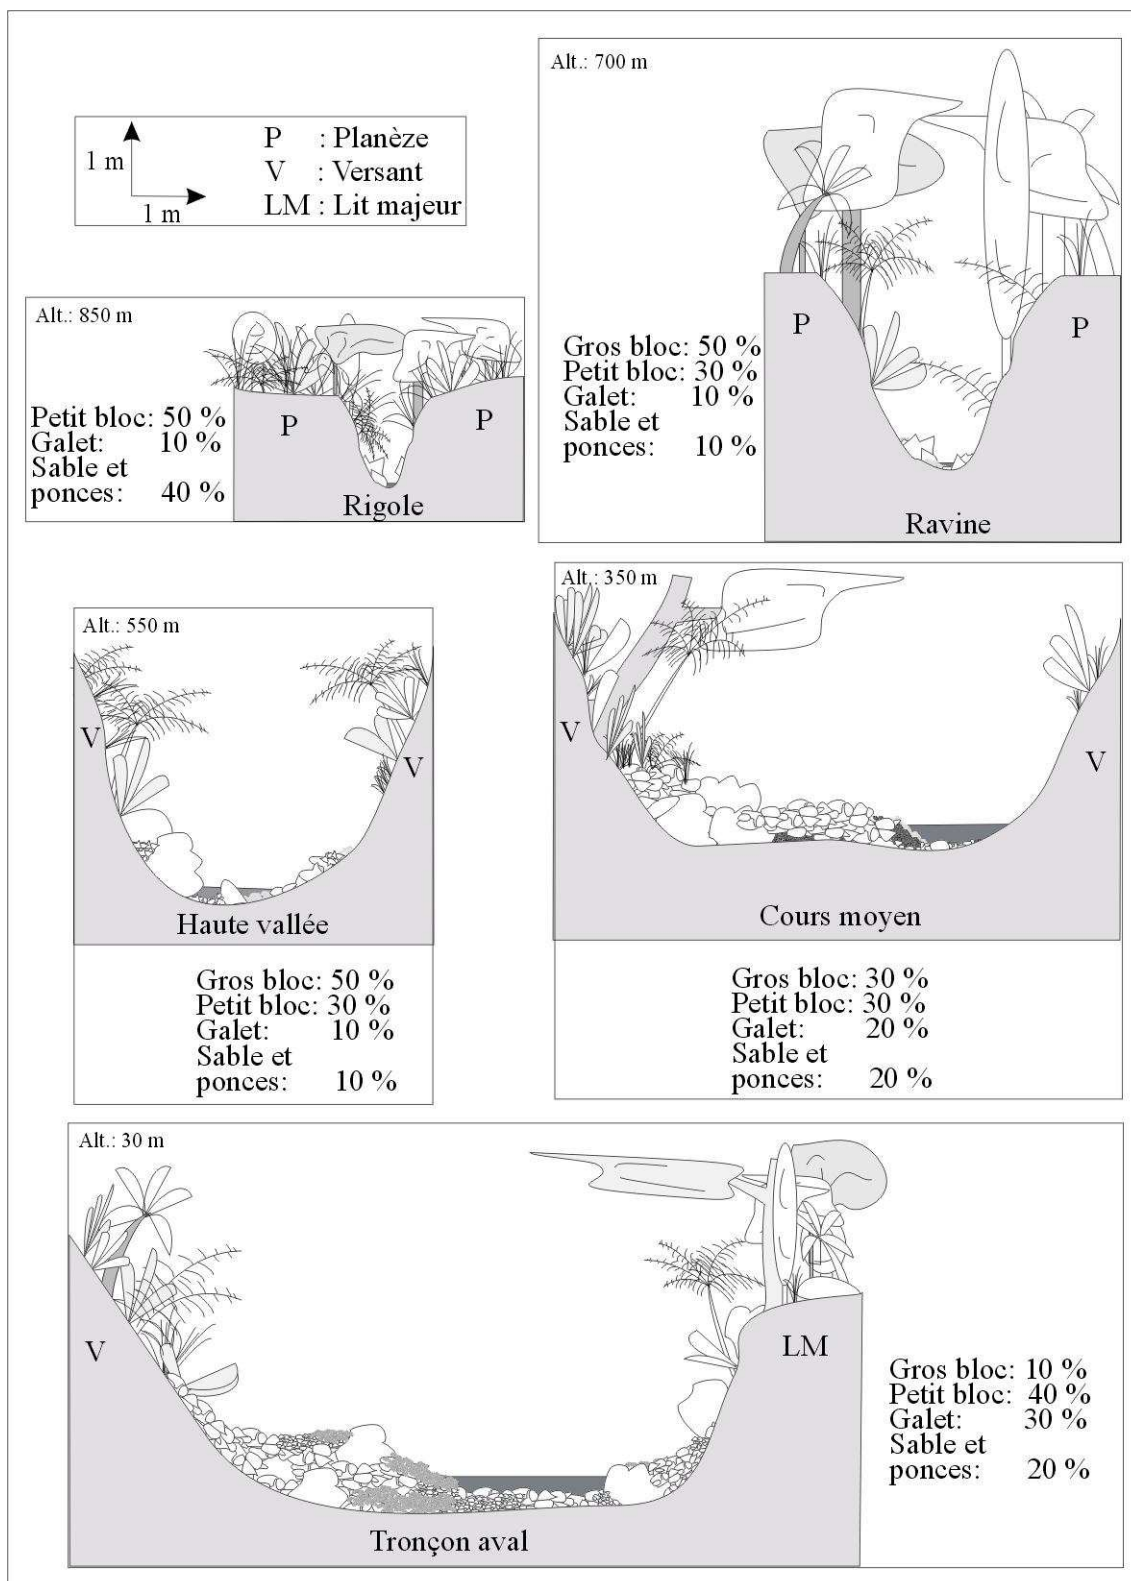 Alt.: 700 m
P : Planèze
1 m
V : Versant
LM : Lit majeur
1 m
Alt.: 850 m
Petit bloc: 50 %
Galet: 10 %
Sable et
ponces: 40 %
P
P
Rigole
Gros bloc: 50 %
Petit bloc: 30 %
Galet: 10 %
Sable et
ponces: 10 %
P
P
Ravine
Alt.: 550 m
V
V
Haute vallée
Gros bloc: 50 %
Petit bloc: 30 %
Galet: 10 %
Sable et
ponces: 10 %
Alt.: 350 m
V
V
Cours moyen
Gros bloc: 30 %
Petit bloc: 30 %
Galet: 20 %
Sable et
ponces: 20 %
Alt.: 30 m
V
LM
Tronçon aval
Gros bloc: 10 %
Petit bloc: 40 %
Galet: 30 %
Sable et
ponces: 20 %